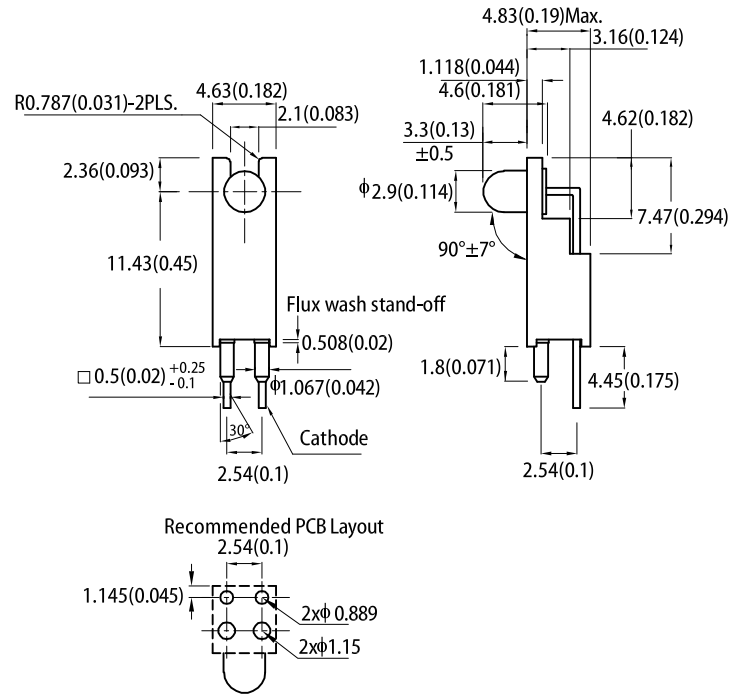 4.83(0.19)Max.
3.16(0.124)
1.118(0.044)
4.6(0.181)
4.62(0.182)
3.3(0.13)
±0.5
ϕ2.9(0.114)
7.47(0.294)
90°±7°
1.8(0.071)
4.45(0.175)
2.54(0.1)
4.63(0.182)
R0.787(0.031)-2PLS.
2.1(0.083)
2.36(0.093)
11.43(0.45)
Flux wash stand-off
0.508(0.02)
□0.5(0.02) +0.25
-0.1
ϕ1.067(0.042)
30°
Cathode
2.54(0.1)
Recommended PCB Layout
2.54(0.1)
1.145(0.045)
2xϕ 0.889
2xϕ1.15